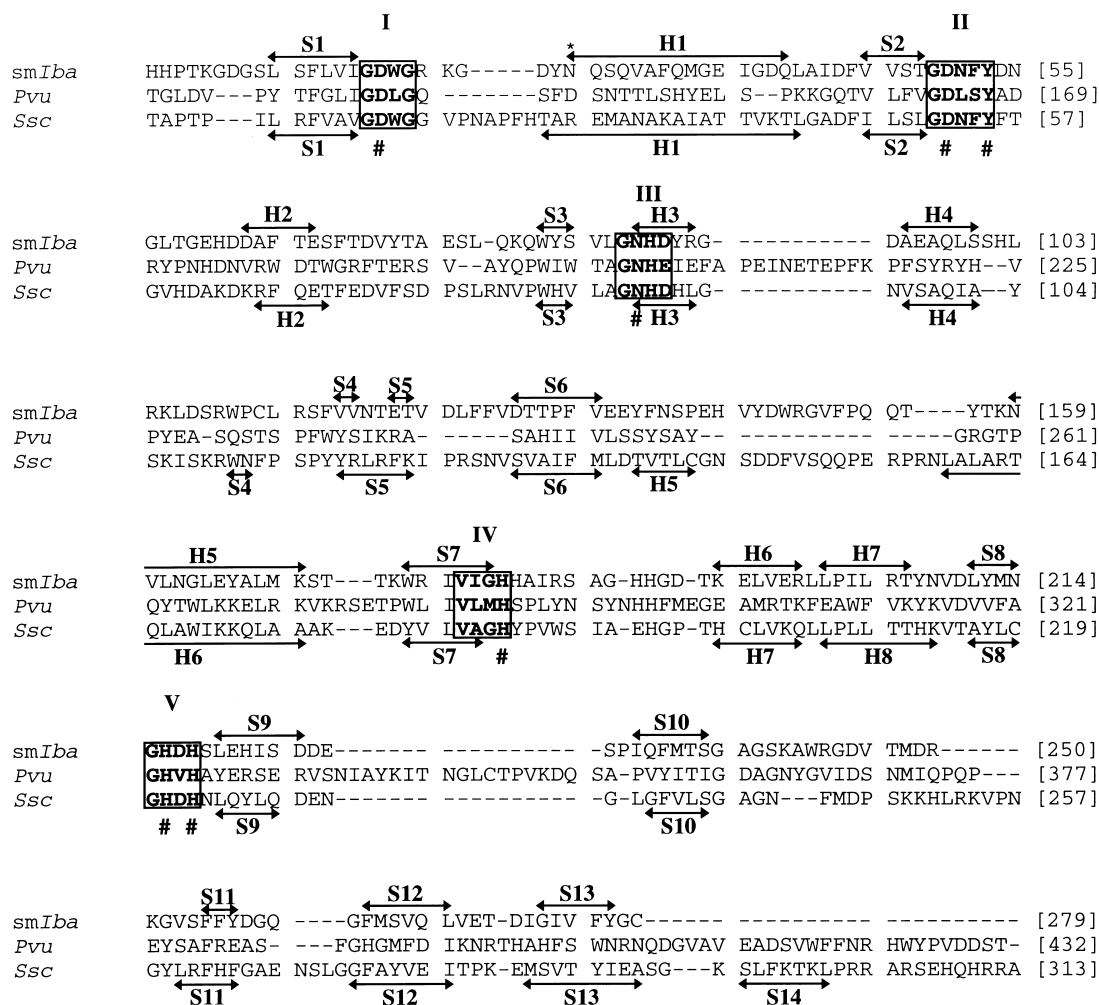 I II
S1 * H1 S2
smIba HHPTKGDGSL SFLVIGDWGR KG-----DYN QSQVAFQMGE IGDQLAIDFV VSTGDNFYDN [55]
Pvu TGLDV--PY TFGLIGDLGQ -------SFD SNTTLSHYEL S-PKKGQTVL FVGDLSYAD [169]
Ssc TAPTP---IL RFVAVGDWGG VPNAPFHTAR EMANAKAIAT TVKTLGADFI LSLGDNFYFT [57]
S1 H1 S2
# # #
III
H2 S3 H3 H4
smIba GLTGEHDDAF TESFTDVYTA ESL-QKQWYS VLGNHDYRG- ---------- DAEAQLSSHL [103]
Pvu RYPNHDNVRW DTWGRFTERS V--AYQPWIW TAGNHEIEFA PEINETEPFK PFSYRYH--V [225]
Ssc GVHDAKDKRF QETFEDVFSD PSLRNVPWHV LAGNHDHLG- ---------- NVSAQIA--Y [104]
H2 S3 H3 H4
#
S4 S5 S6
smIba RKLDSRWPCL RSFVVNTETV DLFFVDTTPF VEEYFNSPEH VYDWRGVFPQ QT----YTKN [159]
Pvu PYEA-SQSTS PFWYSIKRA- -----SAHII VLSSYSAY-- ---------- -----GRGTP [261]
Ssc SKISKRWNFP SPYYRLRFKI PRSNVSVAIF MLDTVTLCGN SDDFVSQQPE RPRNLALART [164]
S4 S5 S6 H5
IV
H5 S7 H6 H7 S8
smIba VLNGLEYALM KST---TKWR IVIGHHAIRS AG-HHGDT-K ELVERLLPIL RTYNVDLYMN [214]
Pvu QYTWLKKELR KVKRSETPWL IVLMHSPLYN SYNHHFMEGE AMRTKFEAWF VKYKVDVVFA [321]
Ssc QLAWIKKQLA AAK---EDYV LVAGHYPVWS IA-EHGP-TH CLVKQLLPLL TTHKVTAYLC [219]
H6 S7 H7 H8 S8
#
V
S9 S10
smIba GHDHSLEHIS DDE------- ---------- ------SPIQFMTSG AGSKAWRGDV TMDR------ [250]
Pvu GHVHAYERSE RVSNIAYKIT NGLCTPVKDQ SA-PVYITIG DAGNYGVIDS NMIQPQP--- [377]
Ssc GHDHNLQYLQ DEN------- ---------- -G-LGFVLSG AGN---FMDP SKKHLRKVPN [257]
S9 S10
# #
S11 S12 S13
smIba KGVSFFYDGQ ----GFMSVQ LVET-DIGIV FYGC------ ---------- ---------- [279]
Pvu EYSAFREAS- ---FGHGMFD IKNRTHAHFS WNRNQDGVAV EADSVWFFNR HWYPVDDST- [432]
Ssc GYLRFHFGAE NSLGGFAYVE ITPK-EMSVT YIEASG---K SLFKTKLPRR ARSEHQHRRA [313]
S11 S12 S13 S14